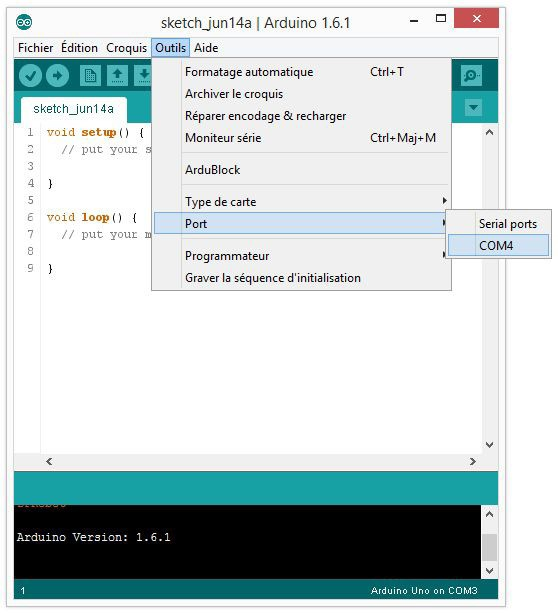 sketch_jun14a | Arduino 1.6.1
Fichier Édition Croquis Outils Aide
Formatage automatique Ctrl+T
Archiver le croquis
Réparer encodage & recharger
Moniteur série Ctrl+Maj+M
ArduBlock
Type de carte
Port
Serial ports
COM4
Programmateur
Graver la séquence d'initialisation
sketch_jun14a
1 void setup() {
2 // put your s
3
4 }
5
6 void loop() {
7 // put your m
8
9 }
Arduino Version: 1.6.1
1 Arduino Uno on COM3